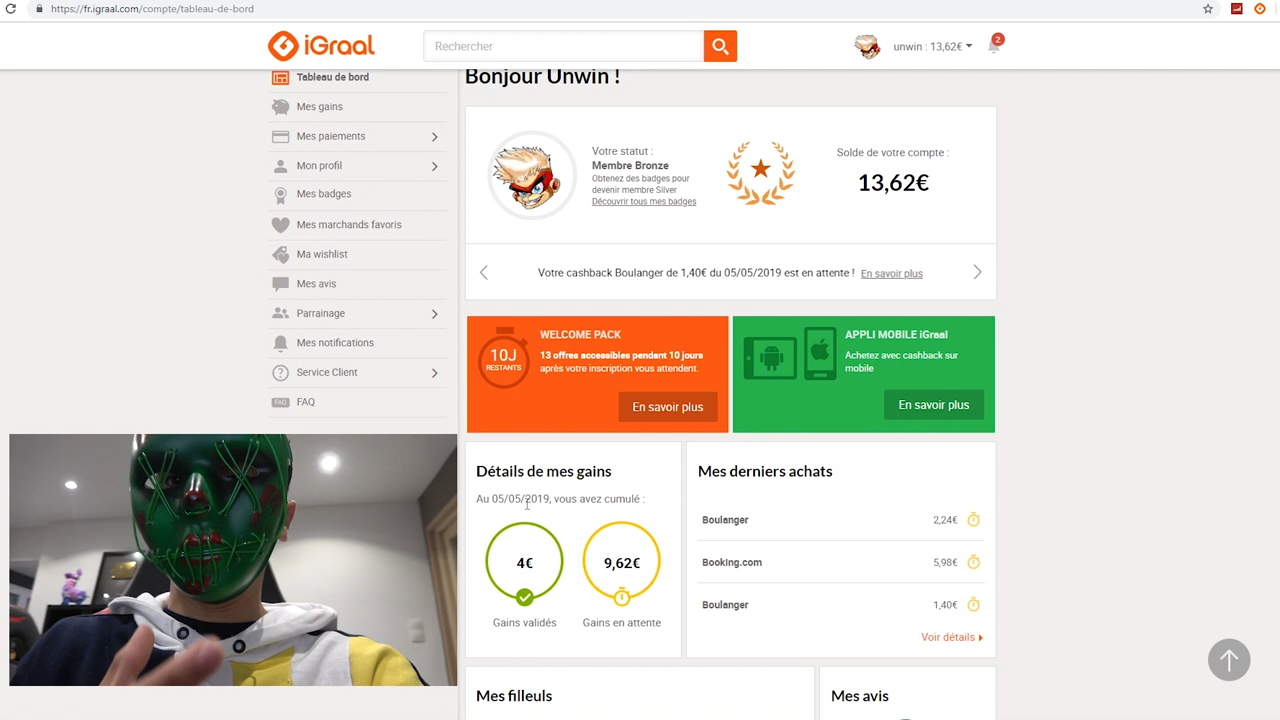 https://fr.igraal.com/compte/tableau-de-bord
iGraal
Rechercher
unwin : 13,62€
2
Tableau de bord
Mes gains
Mes paiements
Mon profil
Mes badges
Mes marchands favoris
Ma wishlist
Mes avis
Parrainage
Mes notifications
Service Client
FAQ
FAQ
Bonjour Unwin !
Votre statut :
Membre Bronze
Obtenez des badges pour
devenir membre Silver
Découvrir tous mes badges
Solde de votre compte :
13,62€
Votre cashback Boulanger de 1,40€ du 05/05/2019 est en attente ! En savoir plus
10J
RESTANTS
WELCOME PACK
13 offres accessibles pendant 10 jours
après votre inscription vous attendent.
En savoir plus
APPLI MOBILE iGraal
Achetez avec cashback sur
mobile
En savoir plus
Détails de mes gains
Au 05/05/2019, vous avez cumulé :
4€
9,62€
Gains validés
Gains en attente
Mes derniers achats
Boulanger 2,24€
Booking.com 5,98€
Boulanger 1,40€
Voir détails
Mes filleuls
Mes avis